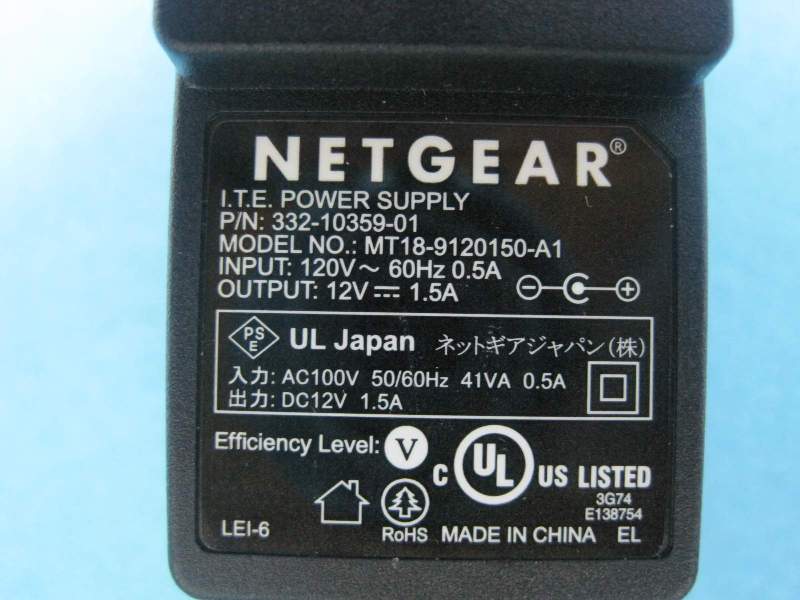 NETGEAR®
I.T.E. POWER SUPPLY
P/N: 332-10359-01
MODEL NO.: MT18-9120150-A1
INPUT: 120V～ 60Hz 0.5A
OUTPUT: 12V⎓ 1.5A
PS E UL Japan ネットギアジャパン(株)
入力: AC100V 50/60Hz 41VA 0.5A
出力: DC12V 1.5A
Efficiency Level: V
C UL US LISTED
3G74
E138754
LEI-6 RoHS MADE IN CHINA EL